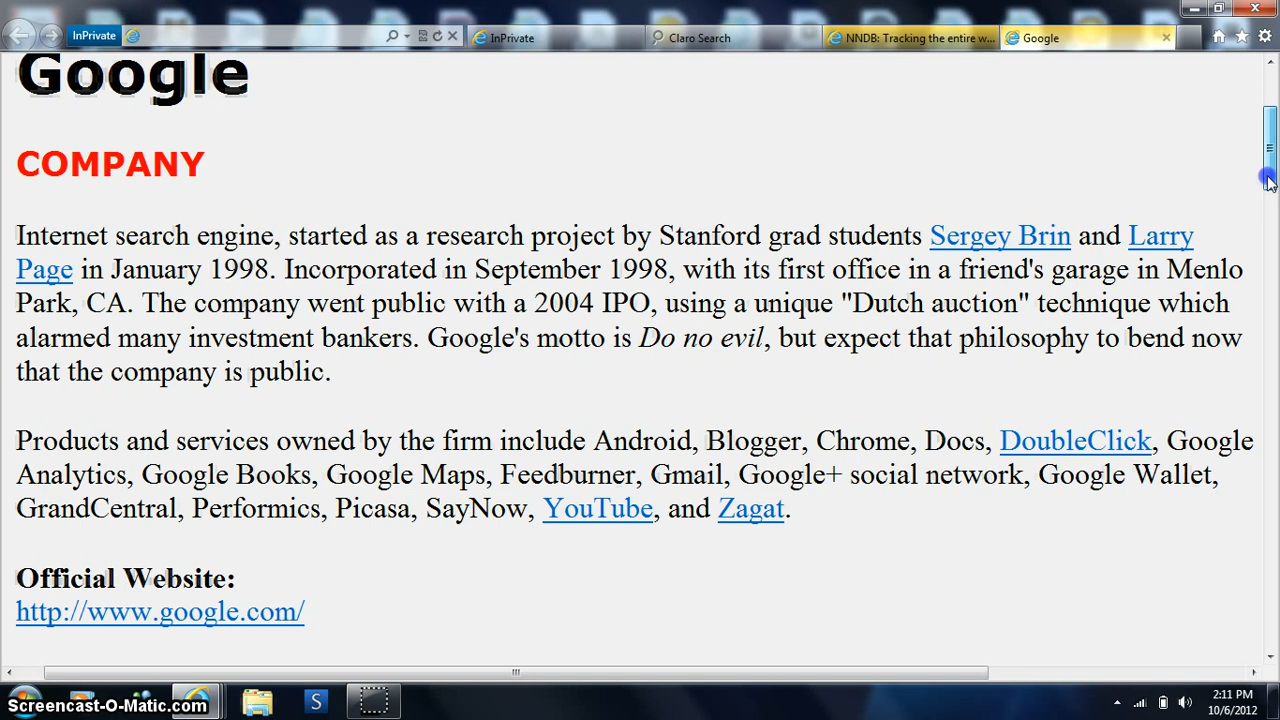 InPrivate
InPrivate
Claro Search
NNDB: Tracking the entire w...
Google
Google
COMPANY
Internet search engine, started as a research project by Stanford grad students Sergey Brin and Larry
Page in January 1998. Incorporated in September 1998, with its first office in a friend's garage in Menlo
Park, CA. The company went public with a 2004 IPO, using a unique "Dutch auction" technique which
alarmed many investment bankers. Google's motto is Do no evil, but expect that philosophy to bend now
that the company is public.
Products and services owned by the firm include Android, Blogger, Chrome, Docs, DoubleClick, Google
Analytics, Google Books, Google Maps, Feedburner, Gmail, Google+ social network, Google Wallet,
GrandCentral, Performics, Picasa, SayNow, YouTube, and Zagat.
Official Website:
http://www.google.com/
S
2:11 PM
Screencast-O-Matic.com
10/6/2012